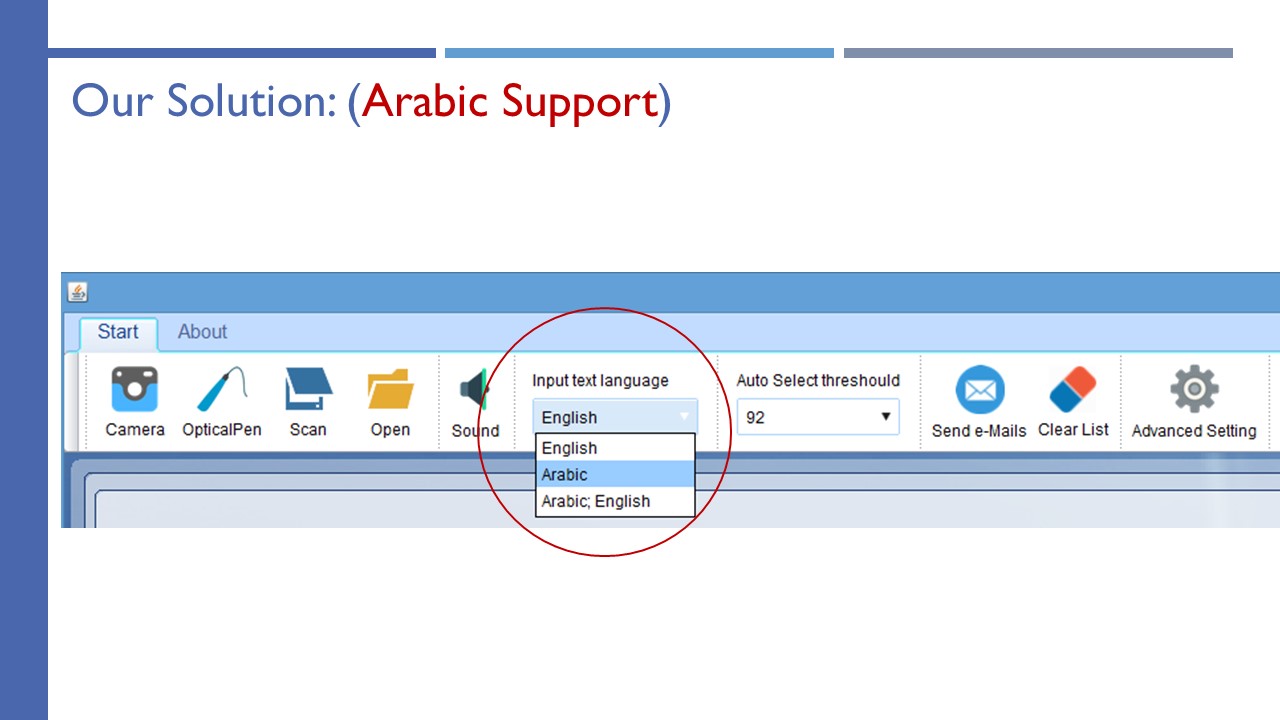 Our Solution: (Arabic Support)
Start About
Input text language Auto Select threshould
English 92
Camera OpticalPen Scan Open Sound Send e-Mails Clear List Advanced Setting
English
Arabic
Arabic; English